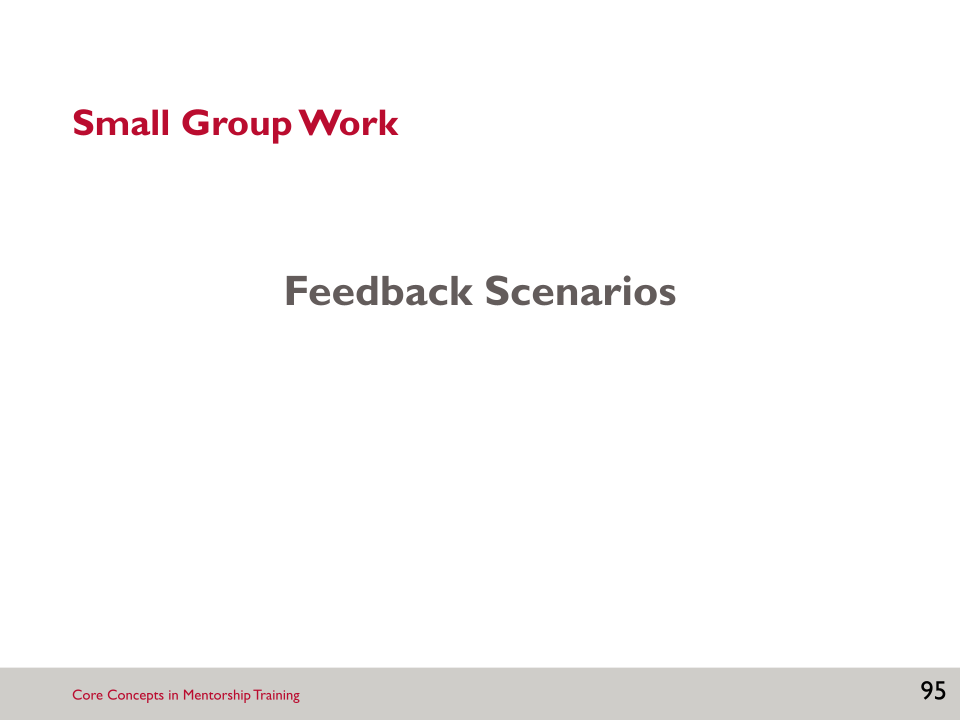 Small Group Work
Feedback Scenarios
Core Concepts in Mentorship Training
95